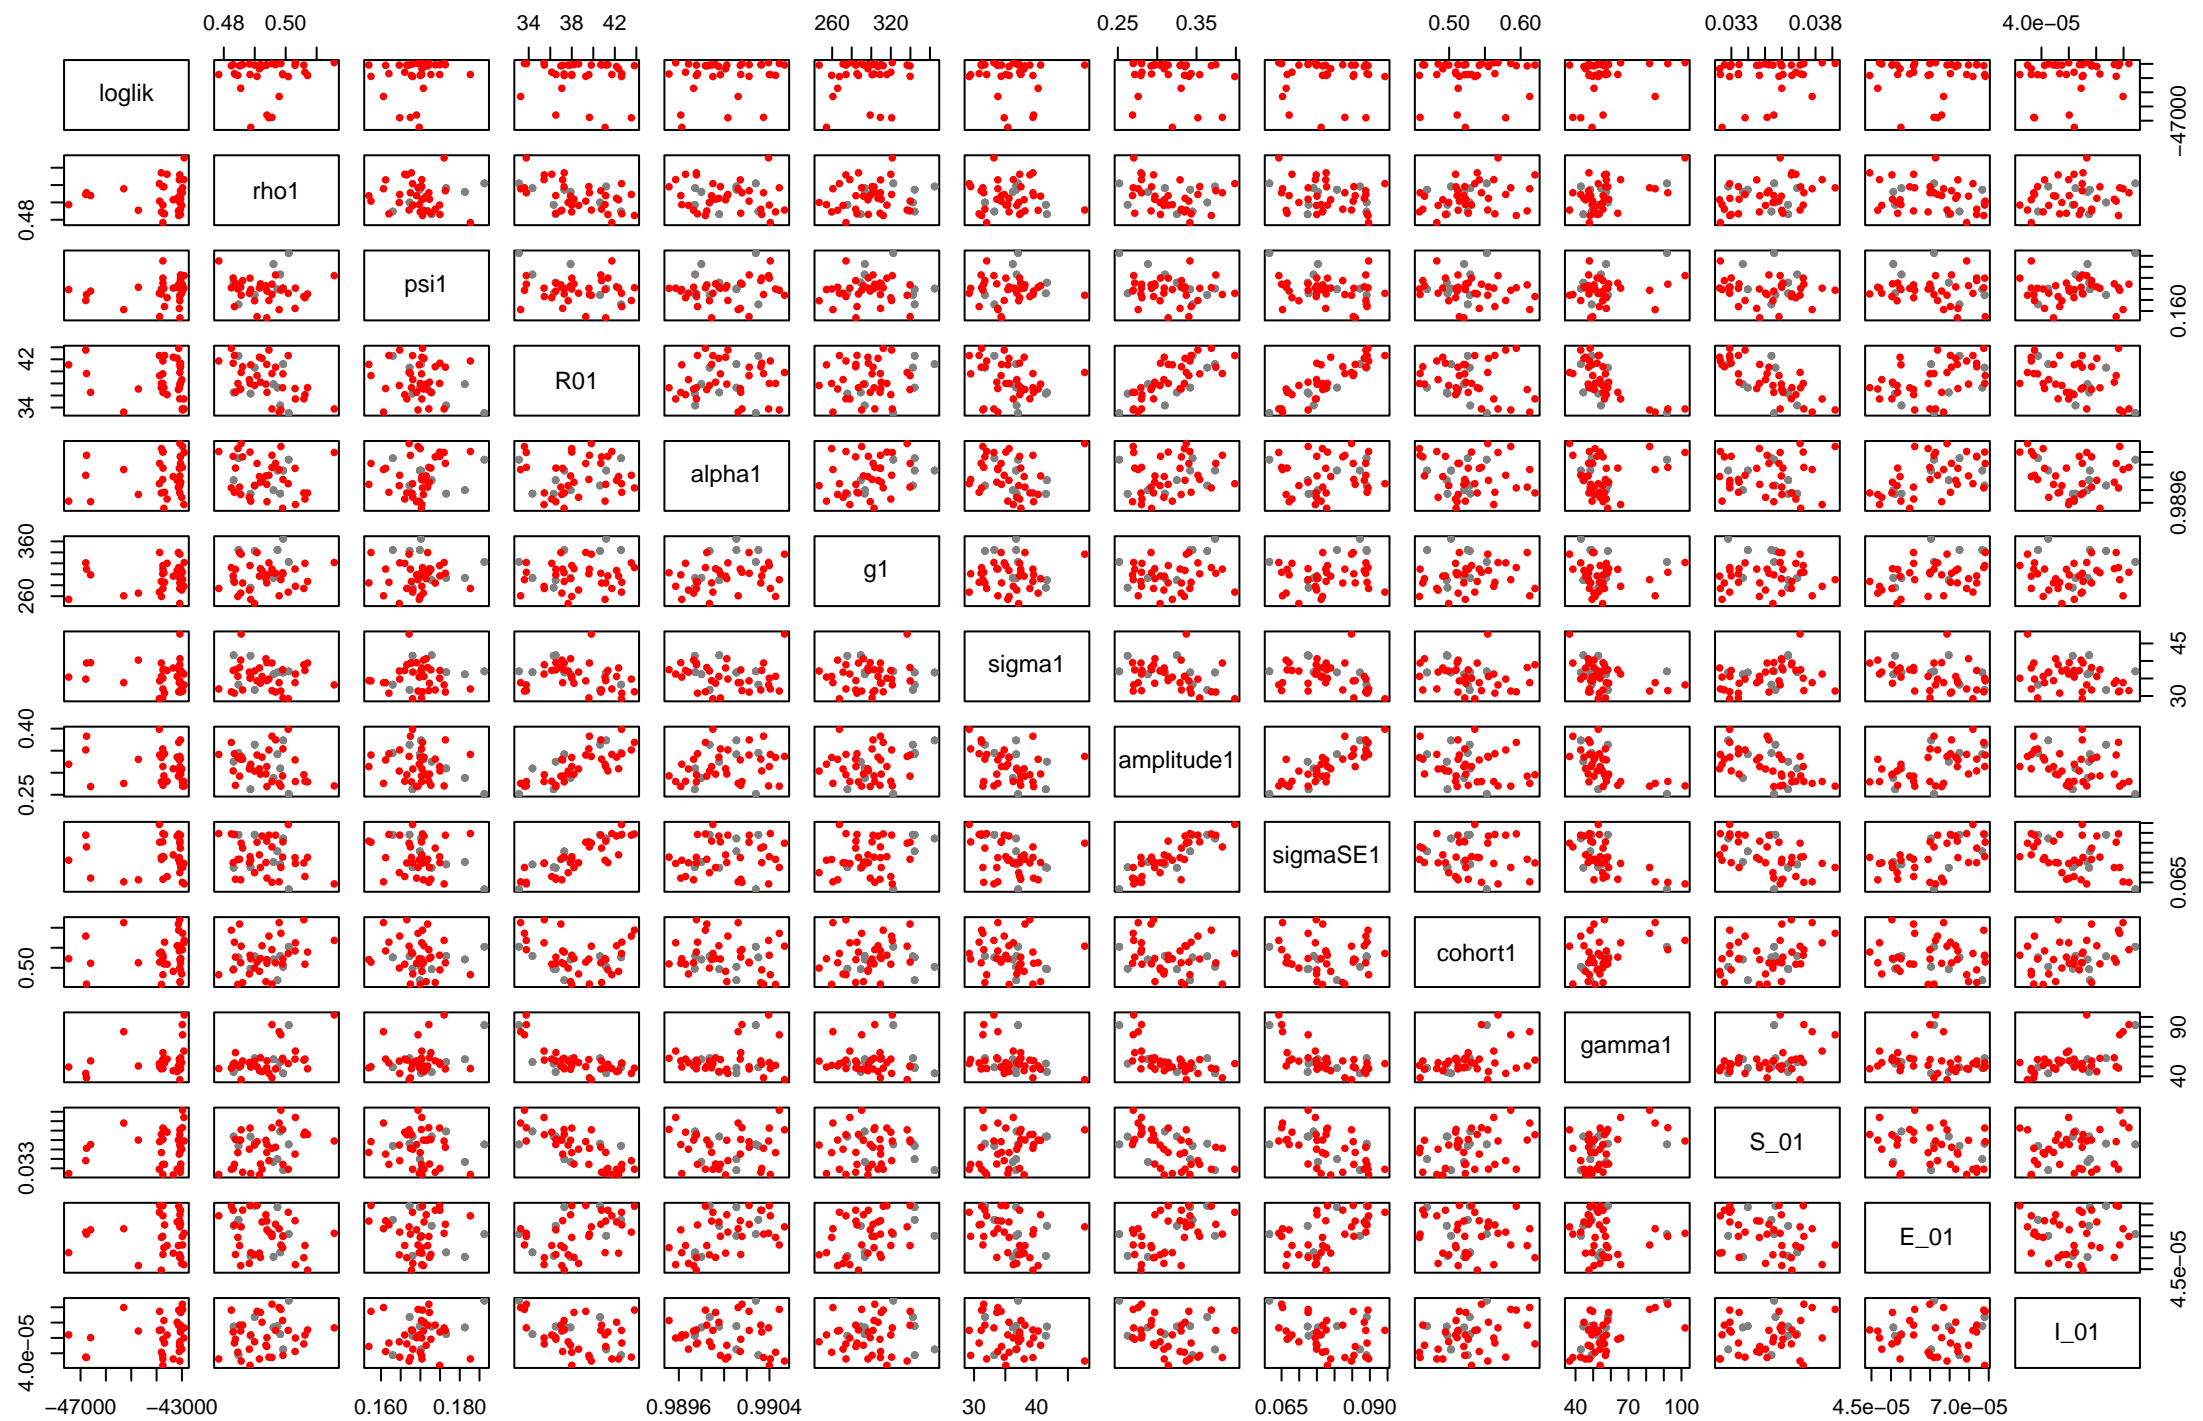 0.48 0.50 34 38 42 260 320 0.25 0.35 0.50 0.60 0.033 0.038 4.0e−05
loglik −47000
0.48 rho1
psi1 0.160
34 42 R01
alpha1 0.9896
260 360 g1
sigma1 30 45
0.25 0.40 amplitude1
sigmaSE1 0.065
0.50 cohort1
gamma1 40 90
0.033 S_01
E_01 4.5e−05
4.0e−05 I_01
−47000 −43000 0.160 0.180 0.9896 0.9904 30 40 0.065 0.090 40 70 100 4.5e−05 7.0e−05